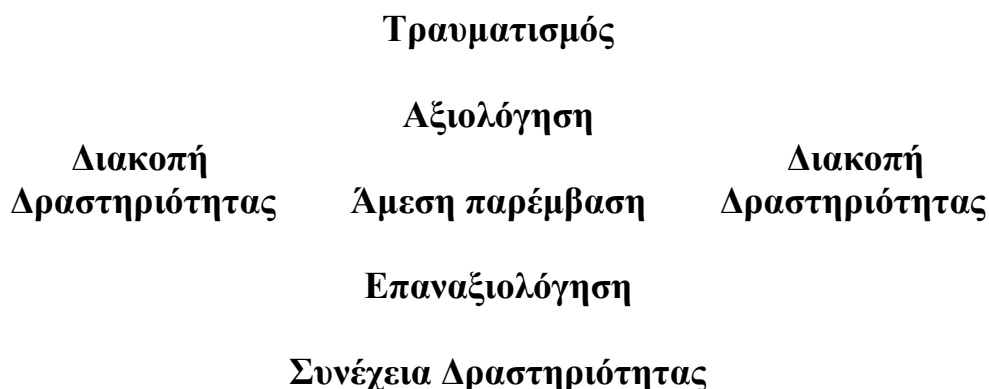 Τραυματισμός
Αξιολόγηση
Διακοπή Διακοπή
Δραστηριότητας Άμεση παρέμβαση Δραστηριότητας
Επαναξιολόγηση
Συνέχεια Δραστηριότητας